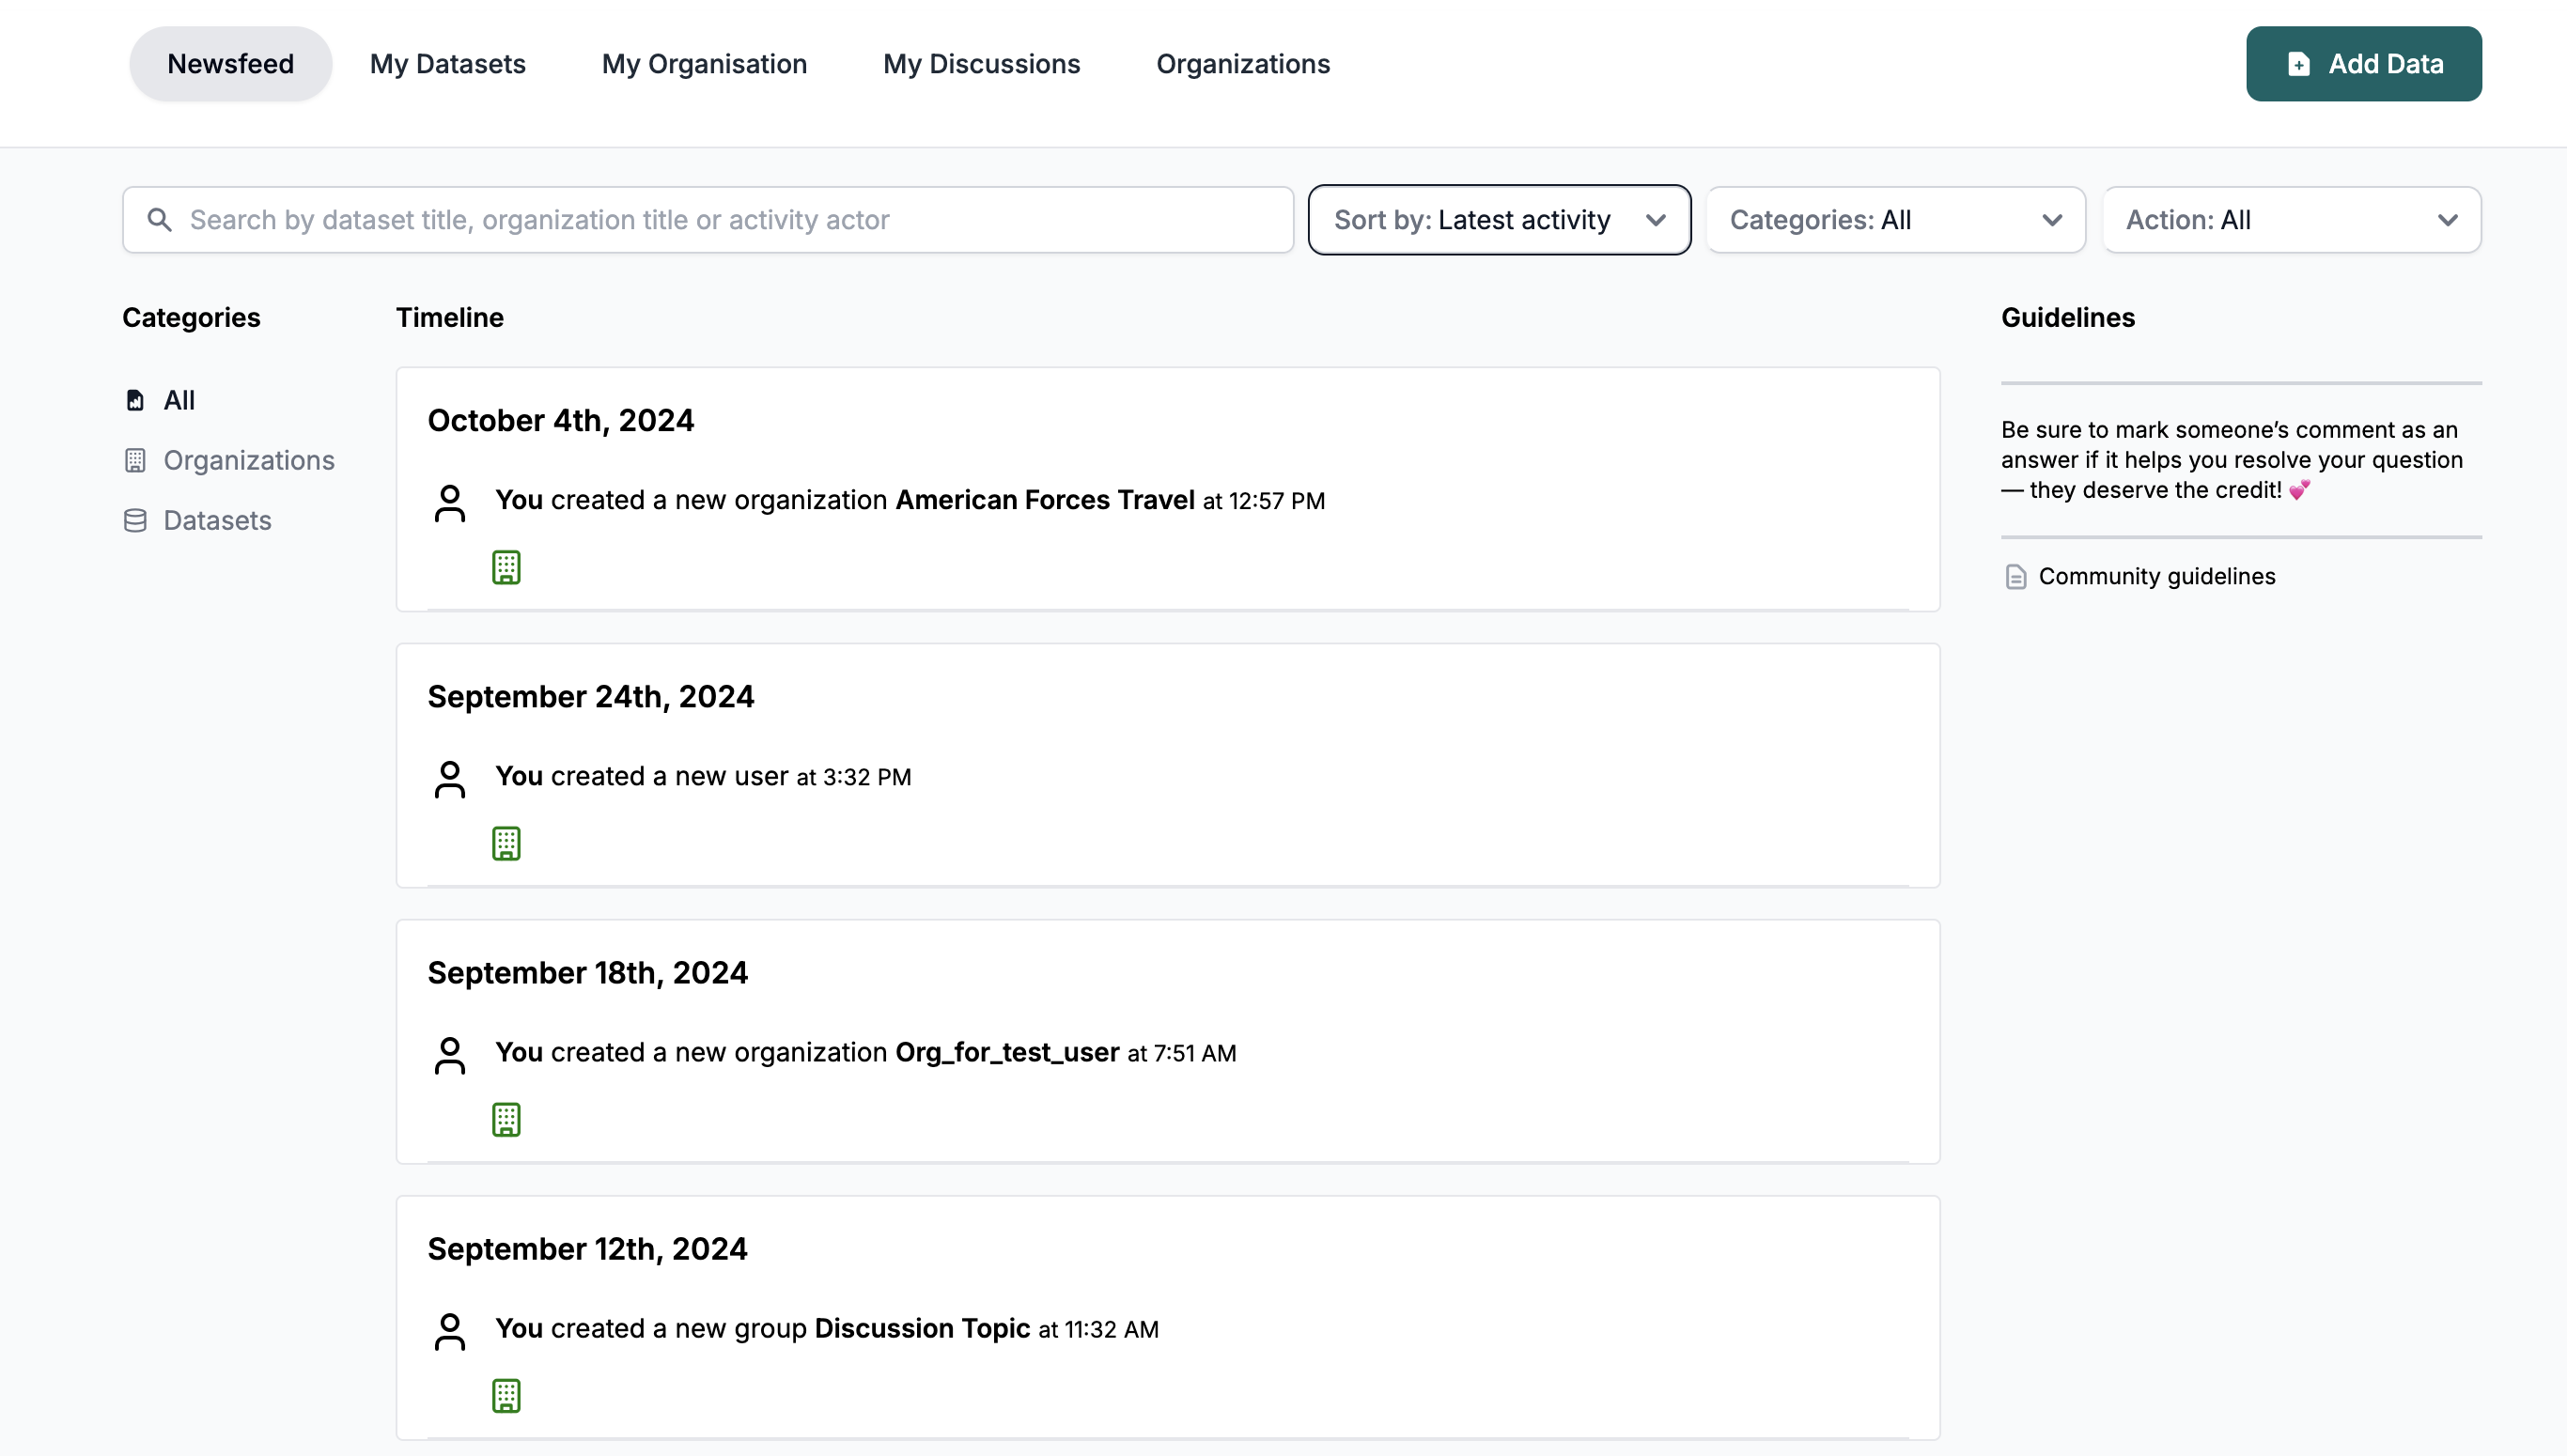 Newsfeed
My Datasets
My Organisation
My Discussions
Organizations
Add Data
Search by dataset title, organization title or activity actor
Sort by: Latest activity
Categories: All
Action: All
Categories
All
Organizations
Datasets
Timeline
October 4th, 2024
You created a new organization American Forces Travel at 12:57 PM
September 24th, 2024
You created a new user at 3:32 PM
September 18th, 2024
You created a new organization Org_for_test_user at 7:51 AM
September 12th, 2024
You created a new group Discussion Topic at 11:32 AM
Guidelines
Be sure to mark someone’s comment as an
answer if it helps you resolve your question
— they deserve the credit! 💕
Community guidelines